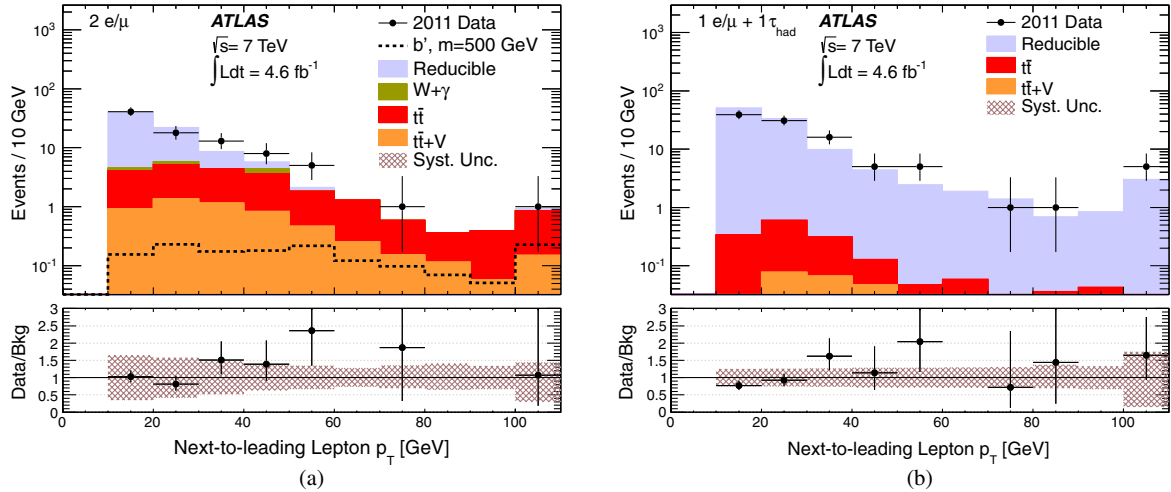 2 e/μ
ATLAS
√s= 7 TeV
∫Ldt = 4.6 fb-1
2011 Data
b', m=500 GeV
Reducible
W+γ
tt̄
tt̄+V
Syst. Unc.
Events / 10 GeV
10³
10²
10
1
10-1
Data/Bkg
3
2.5
2
1.5
1
0.5
0
0 20 40 60 80 100
Next-to-leading Lepton pT [GeV]
(a)
1 e/μ + 1τhad
ATLAS
√s= 7 TeV
∫Ldt = 4.6 fb-1
2011 Data
Reducible
tt̄
tt̄+V
Syst. Unc.
Events / 10 GeV
10³
10²
10
1
10-1
Data/Bkg
3
2.5
2
1.5
1
0.5
0
0 20 40 60 80 100
Next-to-leading Lepton pT [GeV]
(b)